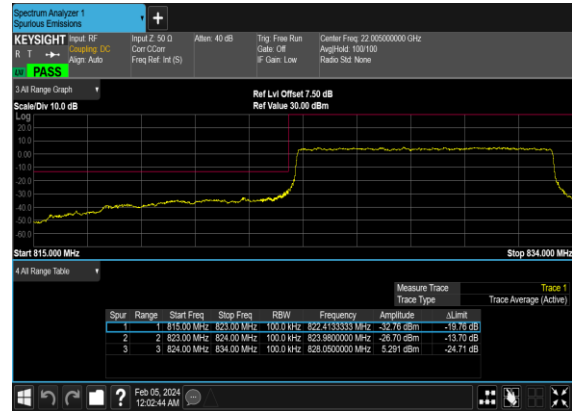 Spectrum Analyzer 1
Spurious Emissions
KEYSIGHT Input: RF Input Z: 50 Ω Atten: 40 dB Trig: Free Run Center Freq: 22.005000000 GHz
R T Coupling: DC Corr CCorr Gate: Off Avg|Hold: 100/100
Align: Auto Freq Ref: Int (S) IF Gain: Low Radio Std: None
PASS
3 All Range Graph Ref Lvl Offset 7.50 dB
Scale/Div 10.0 dB Ref Value 30.00 dBm
Log
20.0
10.0
0.00
-10.0
-20.0
-30.0
-40.0
-50.0
-60.0
Start 815.000 MHz Stop 834.000 MHz
4 All Range Table
Measure Trace Trace 1
Trace Type Trace Average (Active)
Spur Range Start Freq Stop Freq RBW Frequency Amplitude ΔLimit
1 1 815.00 MHz 823.00 MHz 100.0 kHz 822.4133333 MHz -32.76 dBm -19.76 dB
2 2 823.00 MHz 824.00 MHz 100.0 kHz 823.9800000 MHz -26.70 dBm -13.70 dB
3 3 824.00 MHz 834.00 MHz 100.0 kHz 828.0500000 MHz 5.291 dBm -24.71 dB
? Feb 05, 2024
12:02:44 AM